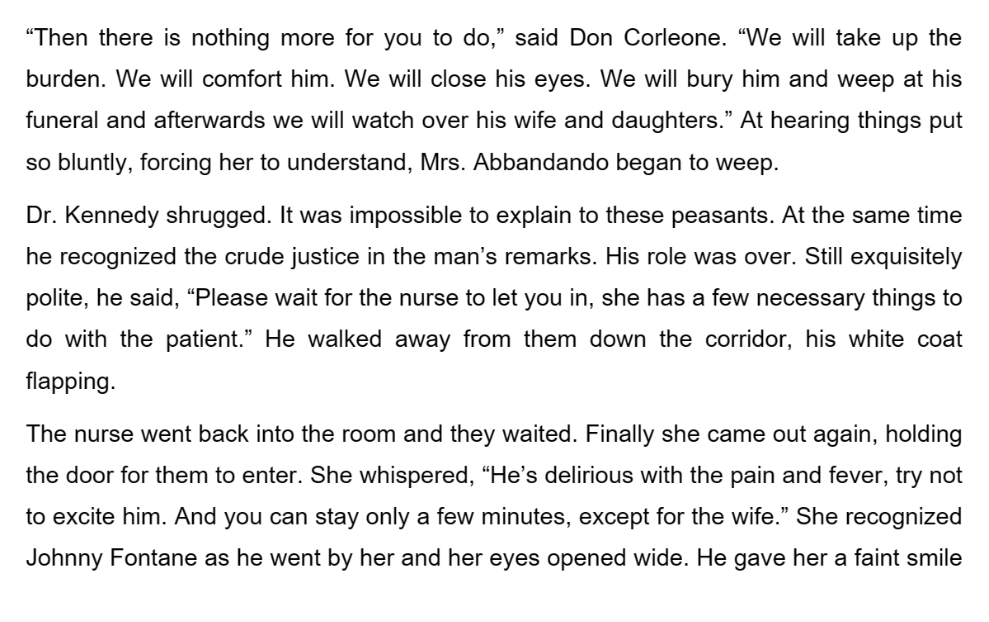 “Then there is nothing more for you to do,” said Don Corleone. “We will take up the
burden. We will comfort him. We will close his eyes. We will bury him and weep at his
funeral and afterwards we will watch over his wife and daughters.” At hearing things put
so bluntly, forcing her to understand, Mrs. Abbandando began to weep.
Dr. Kennedy shrugged. It was impossible to explain to these peasants. At the same time
he recognized the crude justice in the man’s remarks. His role was over. Still exquisitely
polite, he said, “Please wait for the nurse to let you in, she has a few necessary things to
do with the patient.” He walked away from them down the corridor, his white coat
flapping.
The nurse went back into the room and they waited. Finally she came out again, holding
the door for them to enter. She whispered, “He’s delirious with the pain and fever, try not
to excite him. And you can stay only a few minutes, except for the wife.” She recognized
Johnny Fontane as he went by her and her eyes opened wide. He gave her a faint smile